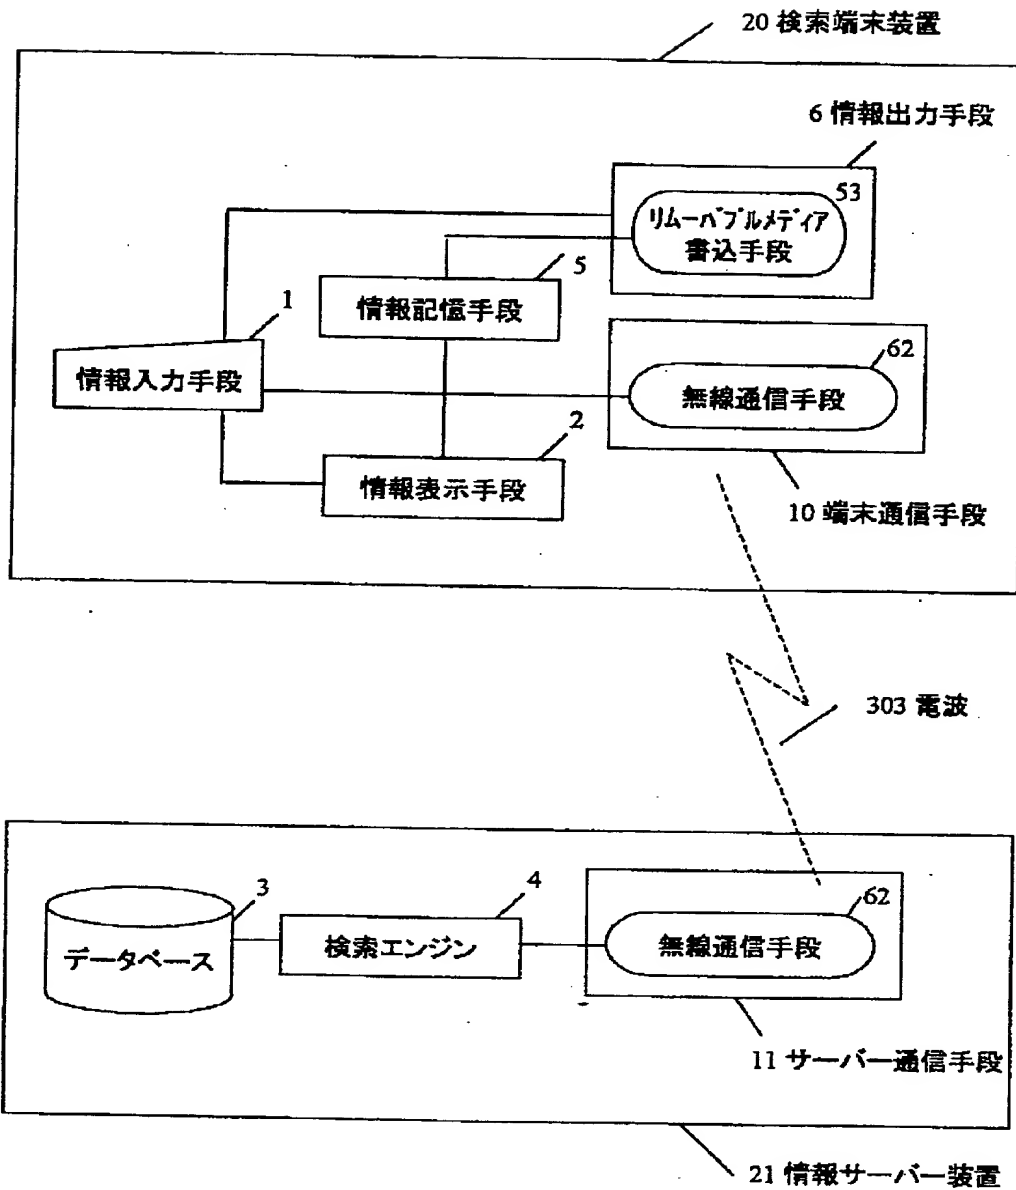 20 検索端末装置
6 情報出力手段
53
リムーバブルメディア
書込手段
5
情報記憶手段
1
情報入力手段
62
無線通信手段
2
情報表示手段
10 端末通信手段
303 電波
3
データベース
4
検索エンジン
62
無線通信手段
11 サーバー通信手段
21 情報サーバー装置